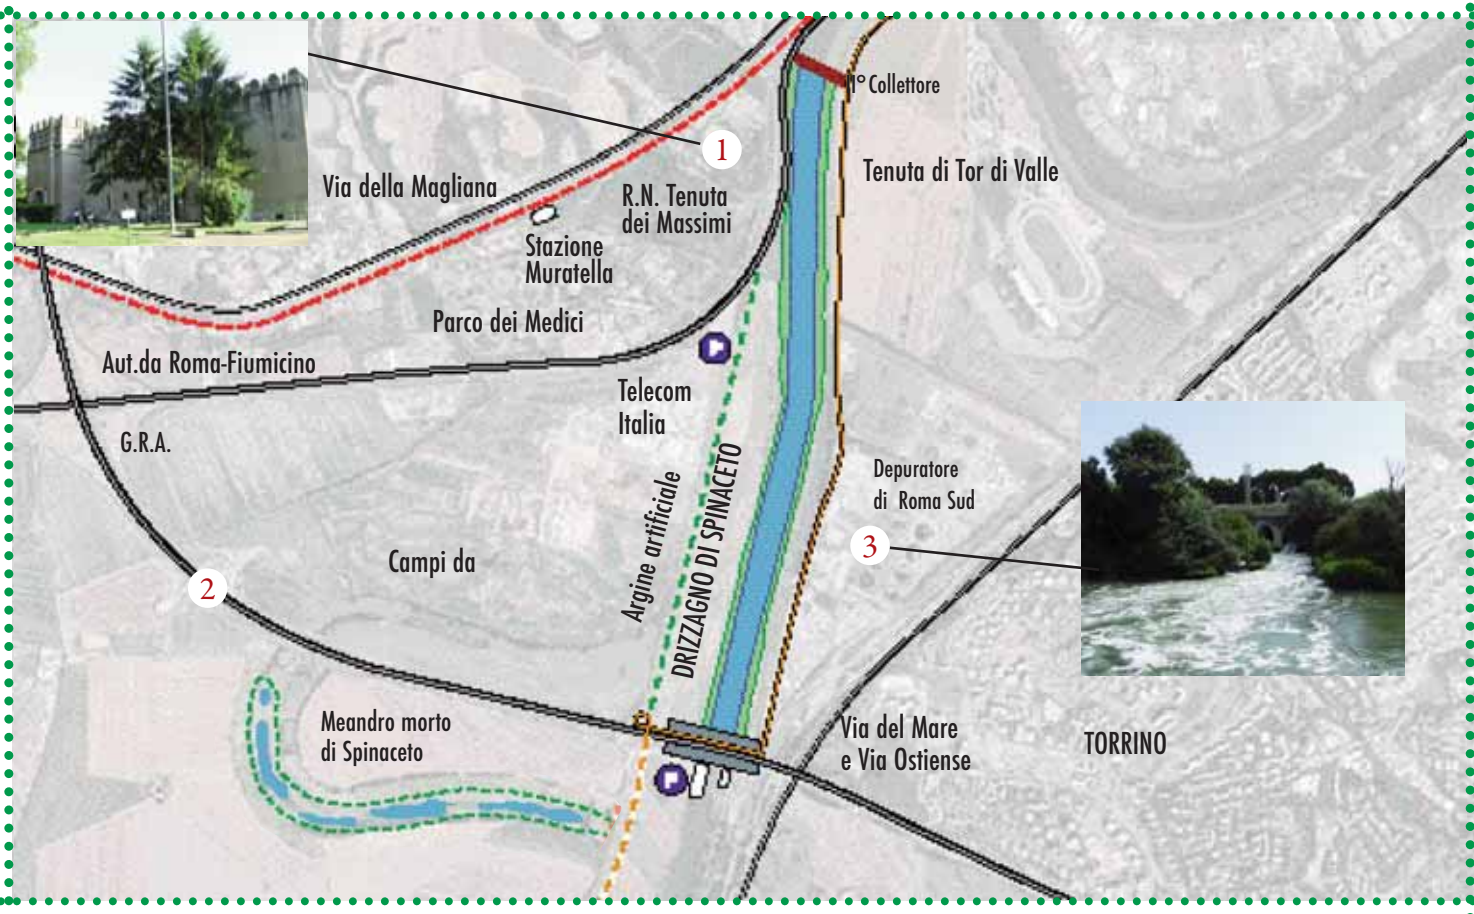 1° Collettore
1
Tenuta di Tor di Valle
Via della Magliana
R.N. Tenuta
dei Massimi
Stazione
Muratella
Parco dei Medici
Aut.da Roma-Fiumicino
Telecom
Italia
G.R.A.
Depuratore
di Roma Sud
3
Argine artificiale
DRIZZAGNO DI SPINACETO
Campi da
2
Meandro morto
di Spinaceto
Via del Mare
e Via Ostiense
TORRINO
P